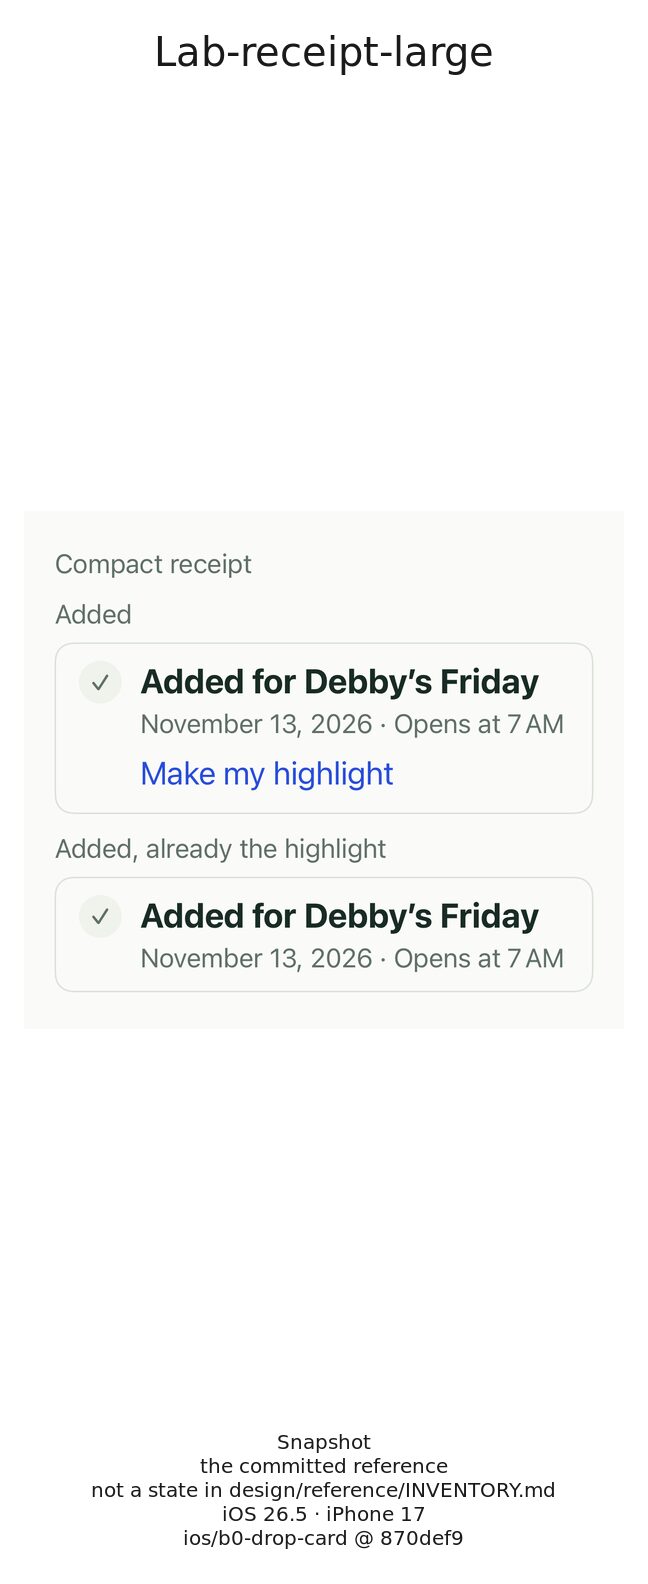 Lab-receipt-large
Compact receipt
Added
Added for Debby’s Friday
November 13, 2026 · Opens at 7 AM
Make my highlight
Added, already the highlight
Added for Debby’s Friday
November 13, 2026 · Opens at 7 AM
Snapshot
the committed reference
not a state in design/reference/INVENTORY.md
iOS 26.5 · iPhone 17
ios/b0-drop-card @ 870def9